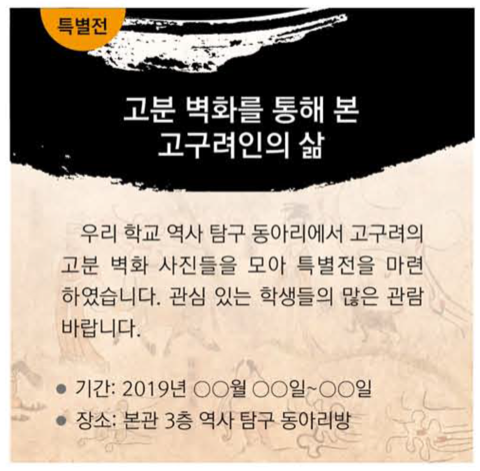 특별전
고분 벽화를 통해 본
고구려인의 삶
우리 학교 역사 탐구 동아리에서 고구려의
고분 벽화 사진들을 모아 특별전을 마련
하였습니다. 관심 있는 학생들의 많은 관람
바랍니다.
● 기간: 2019년 ○○월 ○○일~○○일
● 장소: 본관 3층 역사 탐구 동아리방